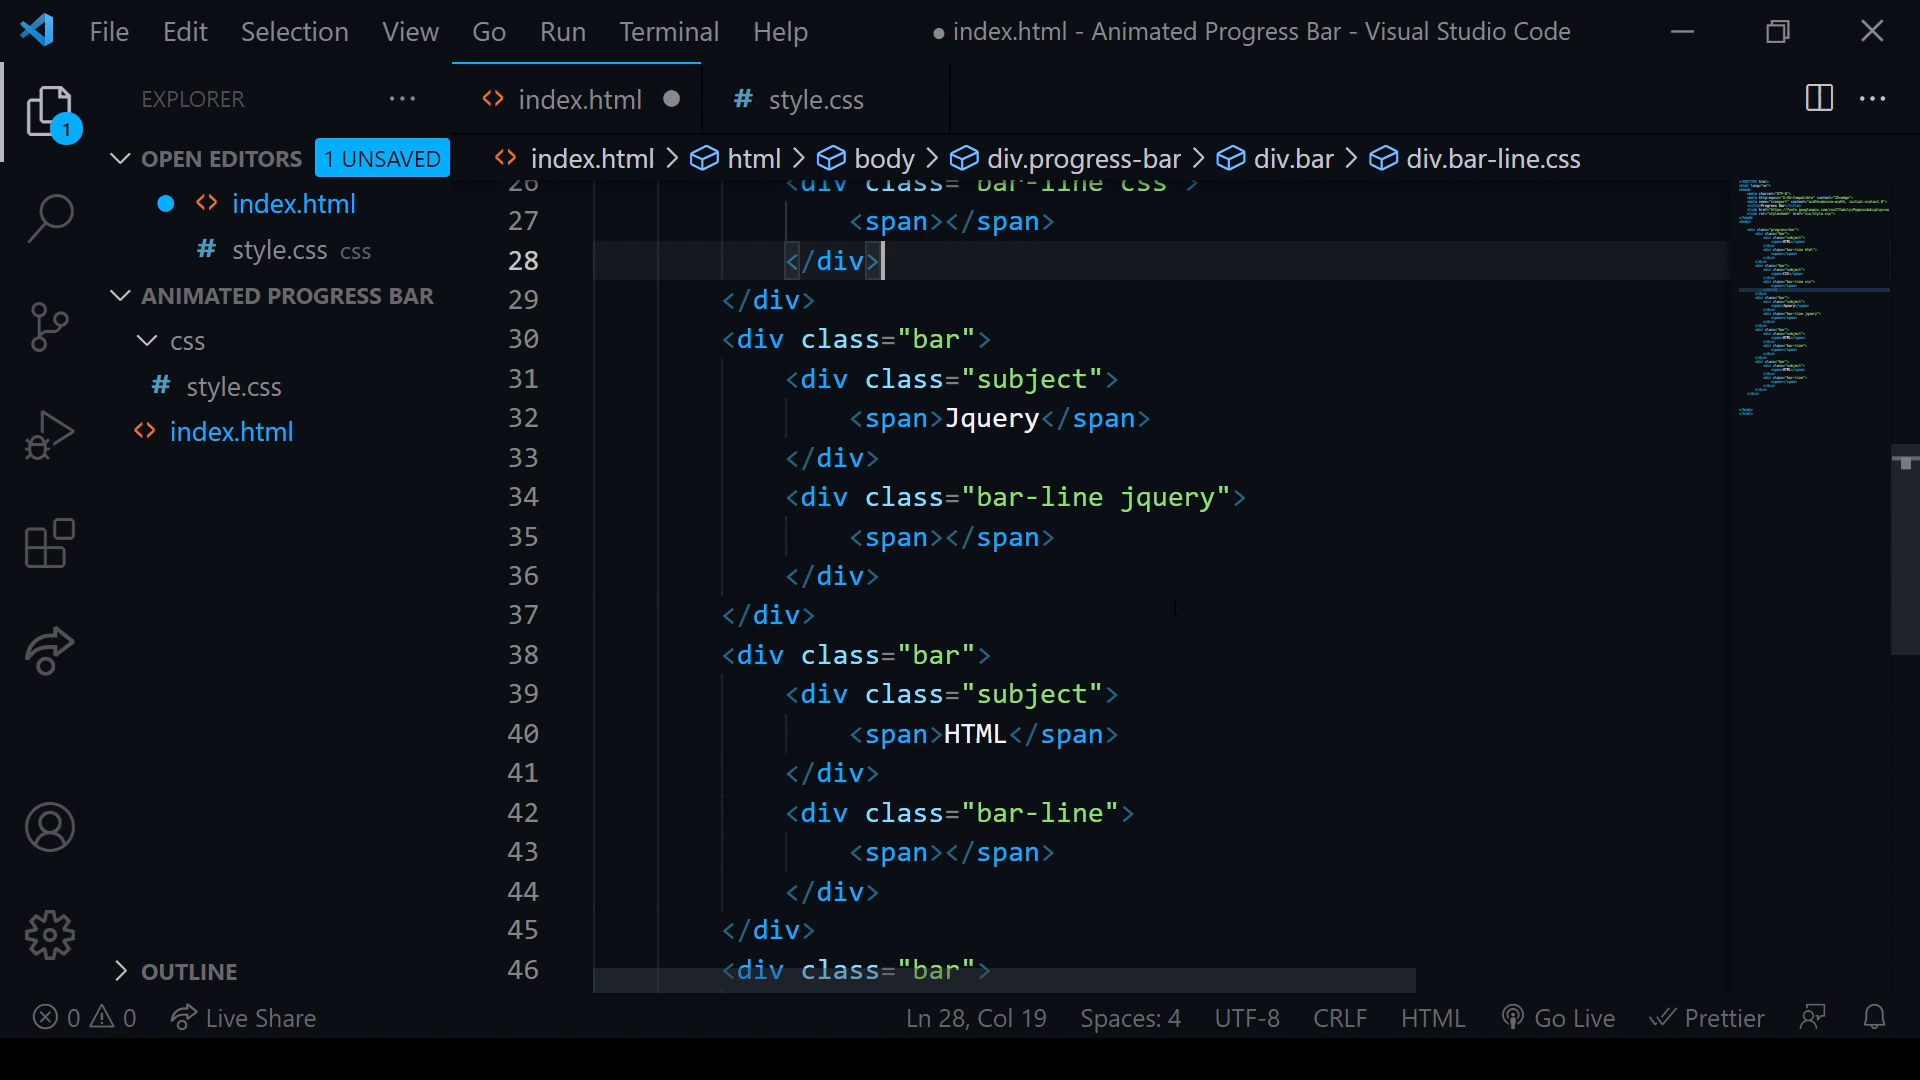 File Edit Selection View Go Run Terminal Help ● index.html - Animated Progress Bar - Visual Studio Code
EXPLORER
index.html
# style.css
1
OPEN EDITORS 1 UNSAVED
index.html > html > body > div.progress-bar > div.bar > div.bar-line.css
index.html
# style.css css
ANIMATED PROGRESS BAR
css
# style.css
index.html
26 <div class="bar-line css">
27 <span></span>
28 </div>
29 </div>
30 <div class="bar">
31 <div class="subject">
32 <span>Jquery</span>
33 </div>
34 <div class="bar-line jquery">
35 <span></span>
36 </div>
37 </div>
38 <div class="bar">
39 <div class="subject">
40 <span>HTML</span>
41 </div>
42 <div class="bar-line">
43 <span></span>
44 </div>
45 </div>
46 <div class="bar">
OUTLINE
0 0 Live Share Ln 28, Col 19 Spaces: 4 UTF-8 CRLF HTML Go Live Prettier